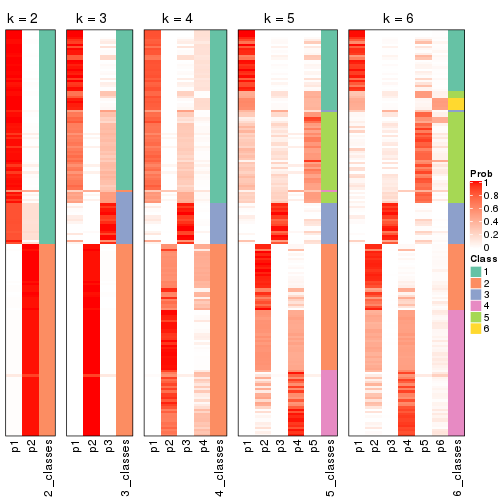 k = 2
k = 3
k = 4
k = 5
k = 6
p1
p2
2_classes
p1
p2
p3
3_classes
p1
p2
p3
p4
4_classes
p1
p2
p3
p4
p5
5_classes
p1
p2
p3
p4
p5
p6
6_classes
Prob
1
0.8
0.6
0.4
0.2
0
Class
1
2
3
4
5
6